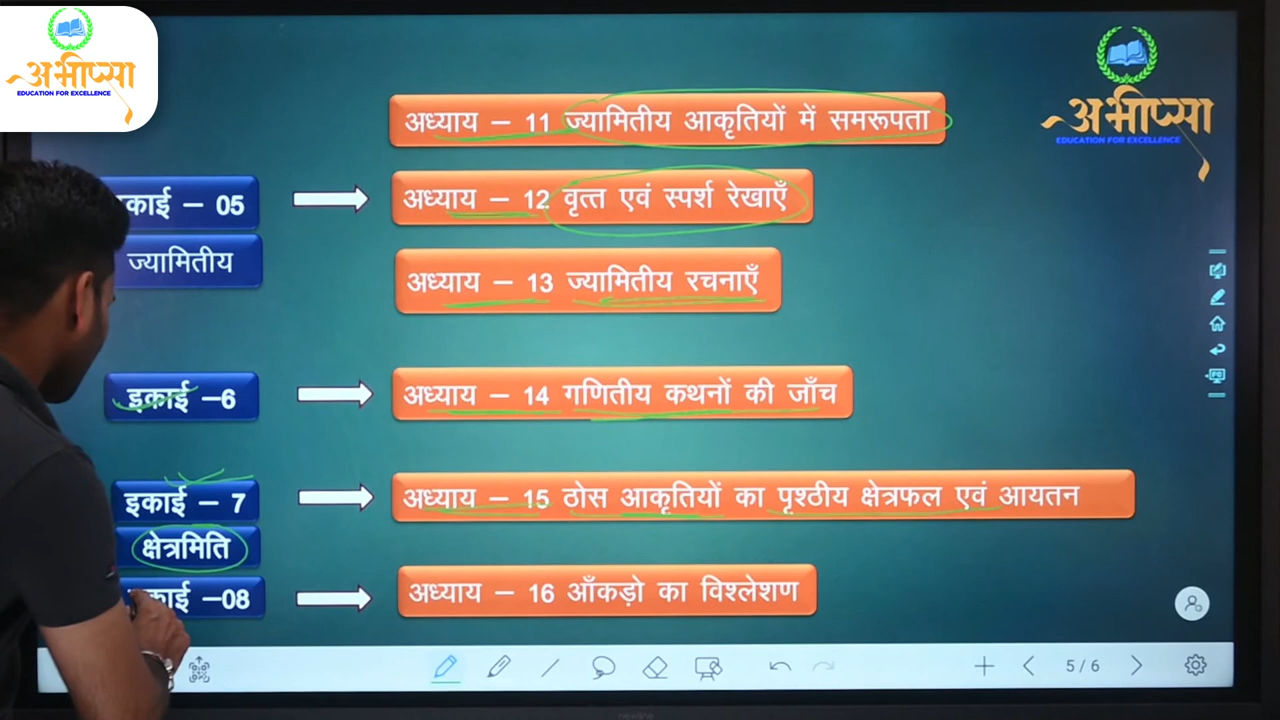 अभीप्सा
EDUCATION FOR EXCELLENCE
अभीप्सा
EDUCATION FOR EXCELLENCE
अध्याय – 11 ज्यामितीय आकृतियों में समरूपता
– 05
अध्याय – 12 वृत्त एवं स्पर्श रेखाएँ
ज्यामितीय
अध्याय – 13 ज्यामितीय रचनाएँ
इकाई –6
अध्याय – 14 गणितीय कथनों की जाँच
इकाई – 7
अध्याय – 15 ठोस आकृतियों का पृश्ठीय क्षेत्रफल एवं आयतन
क्षेत्रमिति
–08
अध्याय – 16 आँकड़ो का विश्लेशण
5 / 6